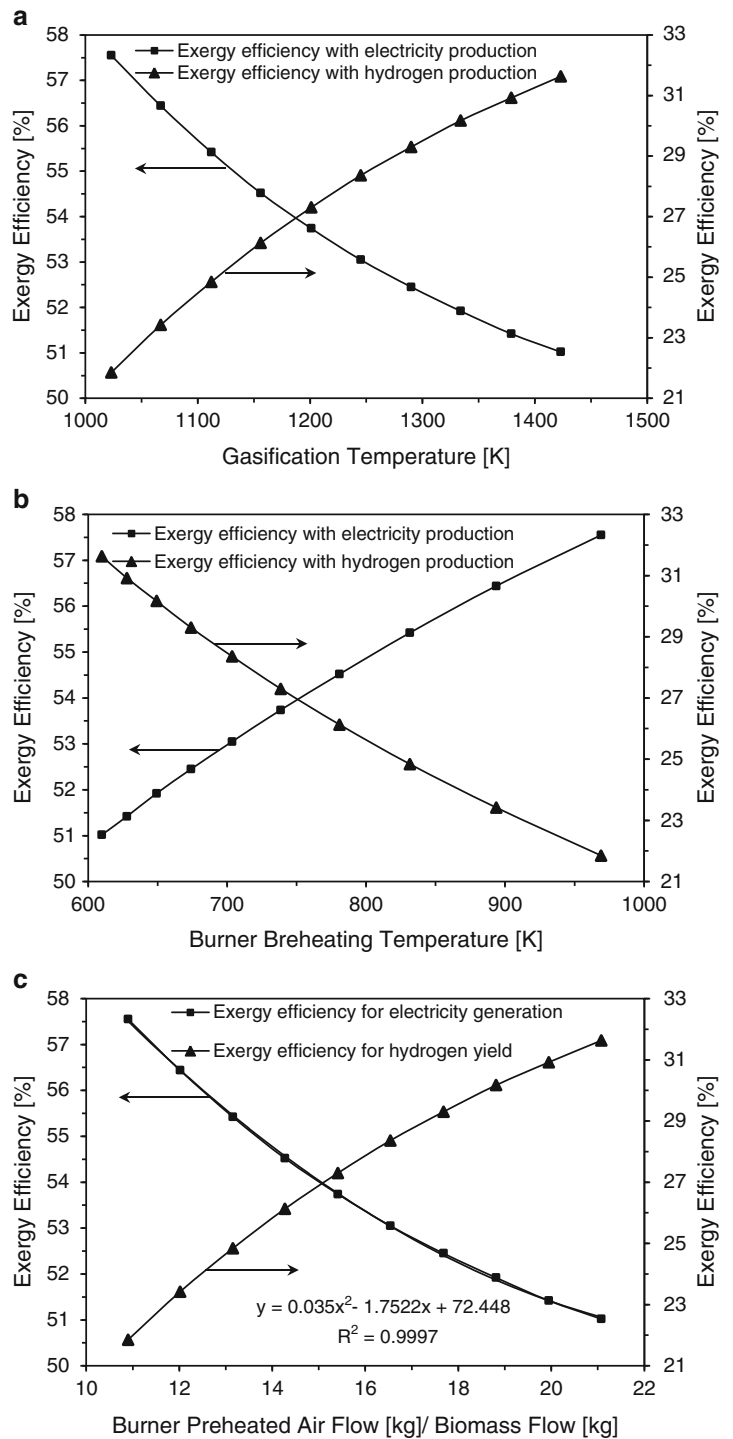 a
58
57
56
55
54
53
52
51
50
33
31
29
27
25
23
21
Exergy efficiency with electricity production
Exergy efficiency with hydrogen production
Exergy Efficiency [%]
Exergy Efficiency [%]
1000 1100 1200 1300 1400 1500
Gasification Temperature [K]
b
58
57
56
55
54
53
52
51
50
33
31
29
27
25
23
21
Exergy efficiency with electricity production
Exergy efficiency with hydrogen production
Exergy Efficiency [%]
Exergy Efficiency [%]
600 700 800 900 1000
Burner Breheating Temperature [K]
c
58
57
56
55
54
53
52
51
50
33
31
29
27
25
23
21
Exergy efficiency for electricity generation
Exergy efficiency for hydrogen yield
Exergy Efficiency [%]
Exergy Efficiency [%]
y = 0.035x²- 1.7522x + 72.448
R² = 0.9997
10 12 14 16 18 20 22
Burner Preheated Air Flow [kg]/ Biomass Flow [kg]